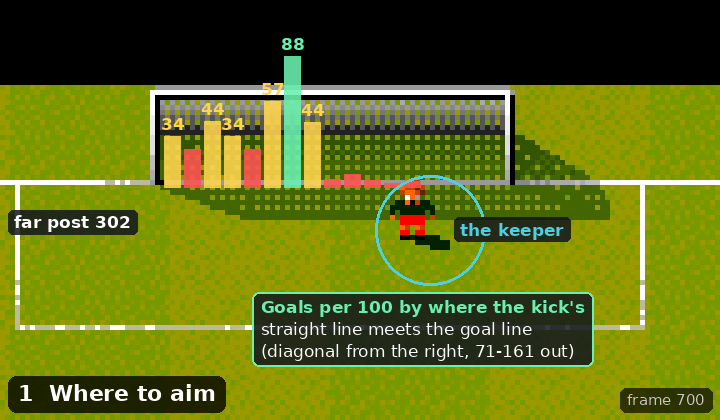 88
57
44
44
34
34
far post 302
the keeper
Goals per 100 by where the kick's
straight line meets the goal line
(diagonal from the right, 71-161 out)
1 Where to aim
frame 700